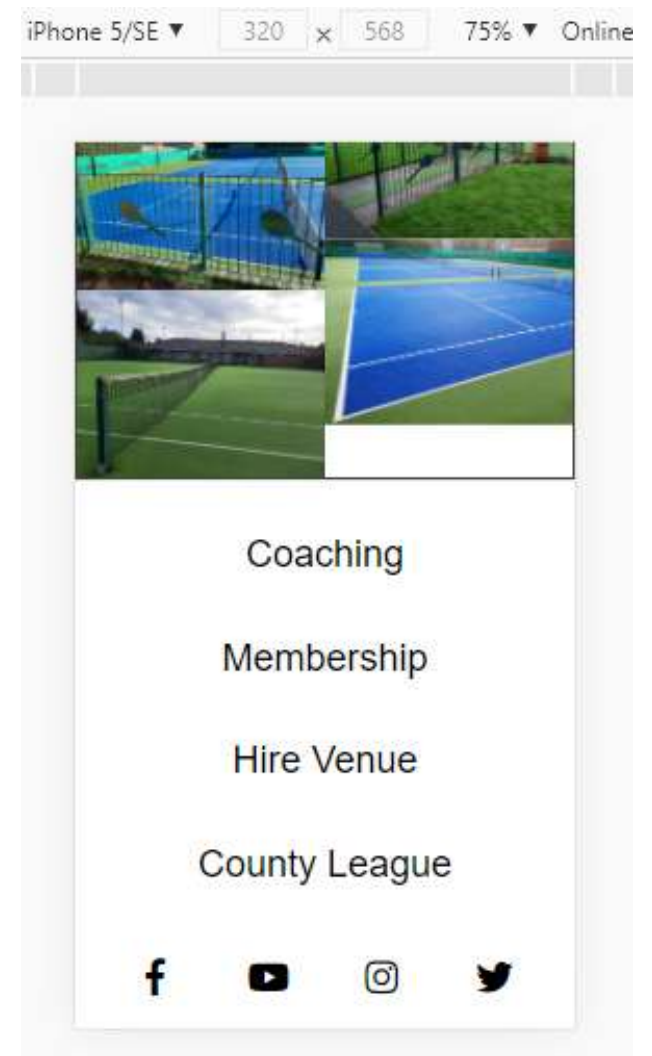 iPhone 5/SE ▼ 320 × 568 75% ▼ Online
Coaching
Membership
Hire Venue
County League